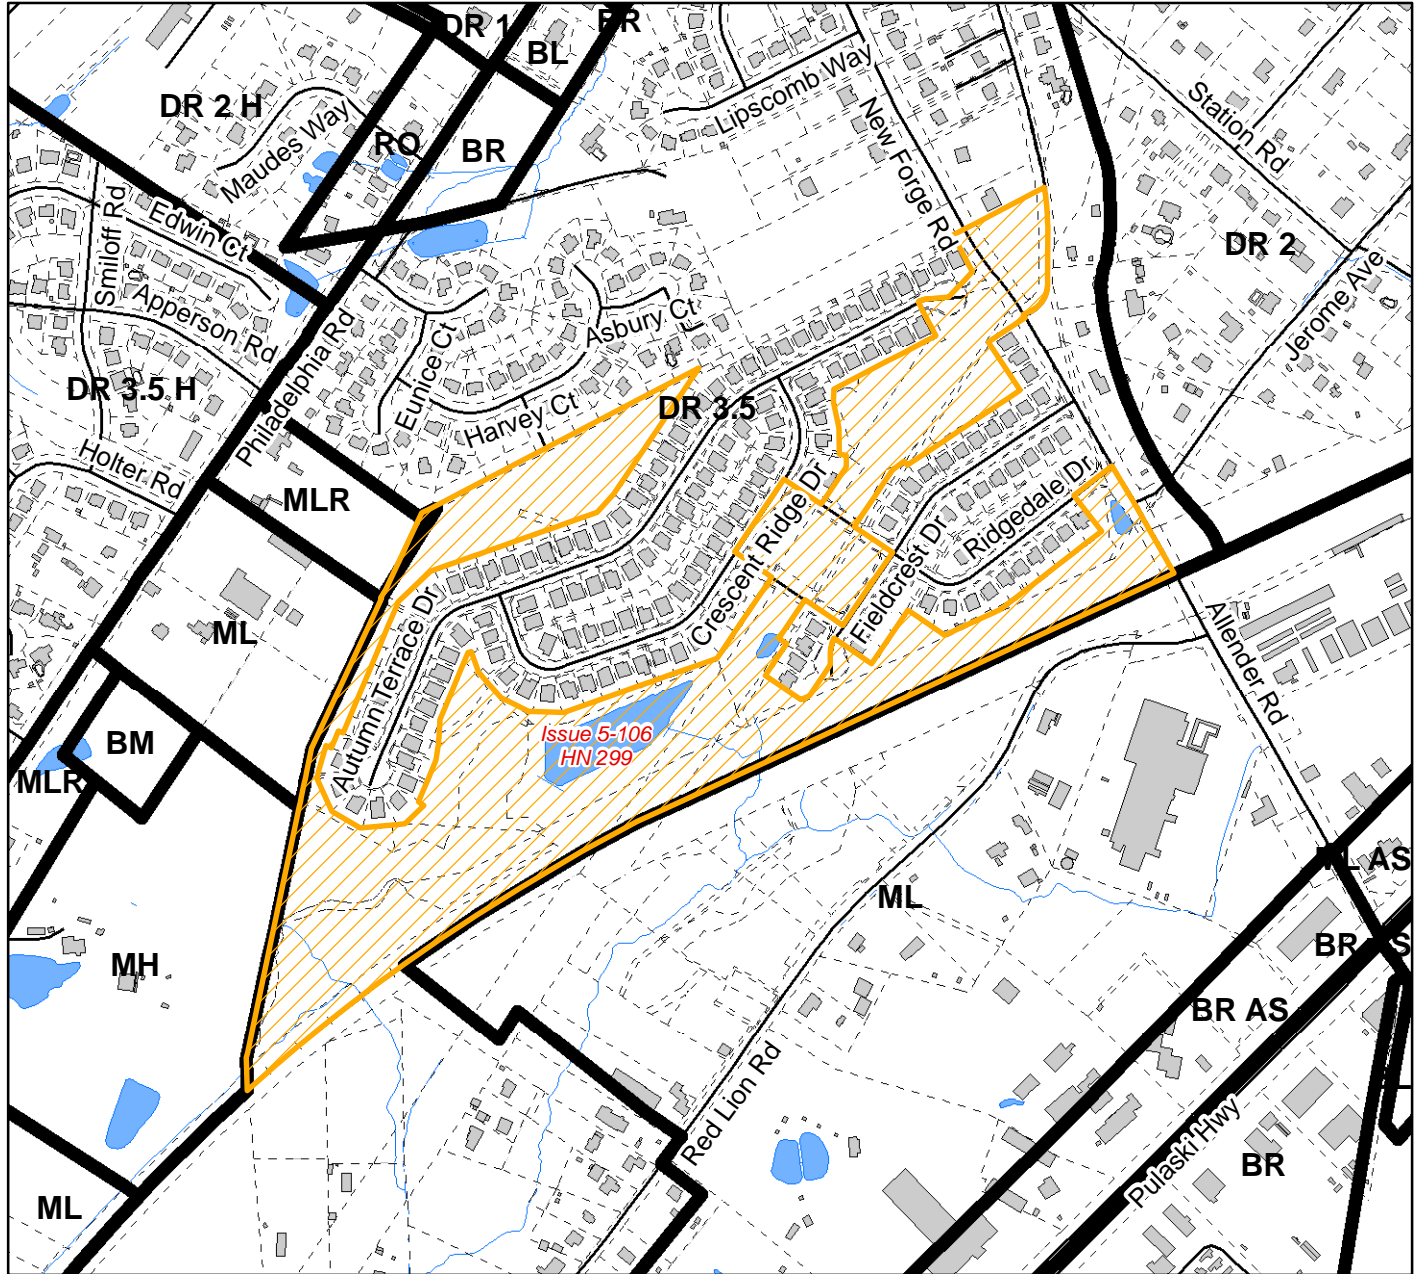 DR 1
BL
BR
DR 2 H
Maudes Way
RO
BR
Lipscomb Way
New Forge Rd
Station Rd
DR 2
Jerome Ave
Smiloff Rd
Edwin Ct
Apperson Rd
DR 3.5 H
Holter Rd
Philadelphia Rd
Eunice Ct
Asbury Ct
Harvey Ct
DR 3.5
MLR
ML
Crescent Ridge Dr
Fieldcrest Dr
Ridgedale Dr
Allender Rd
Autumn Terrace Dr
BM
MLR
Issue 5-106
HN 299
MH
ML
ML AS
BR AS
BR AS
Red Lion Rd
Pulaski Hwy
BR
ML